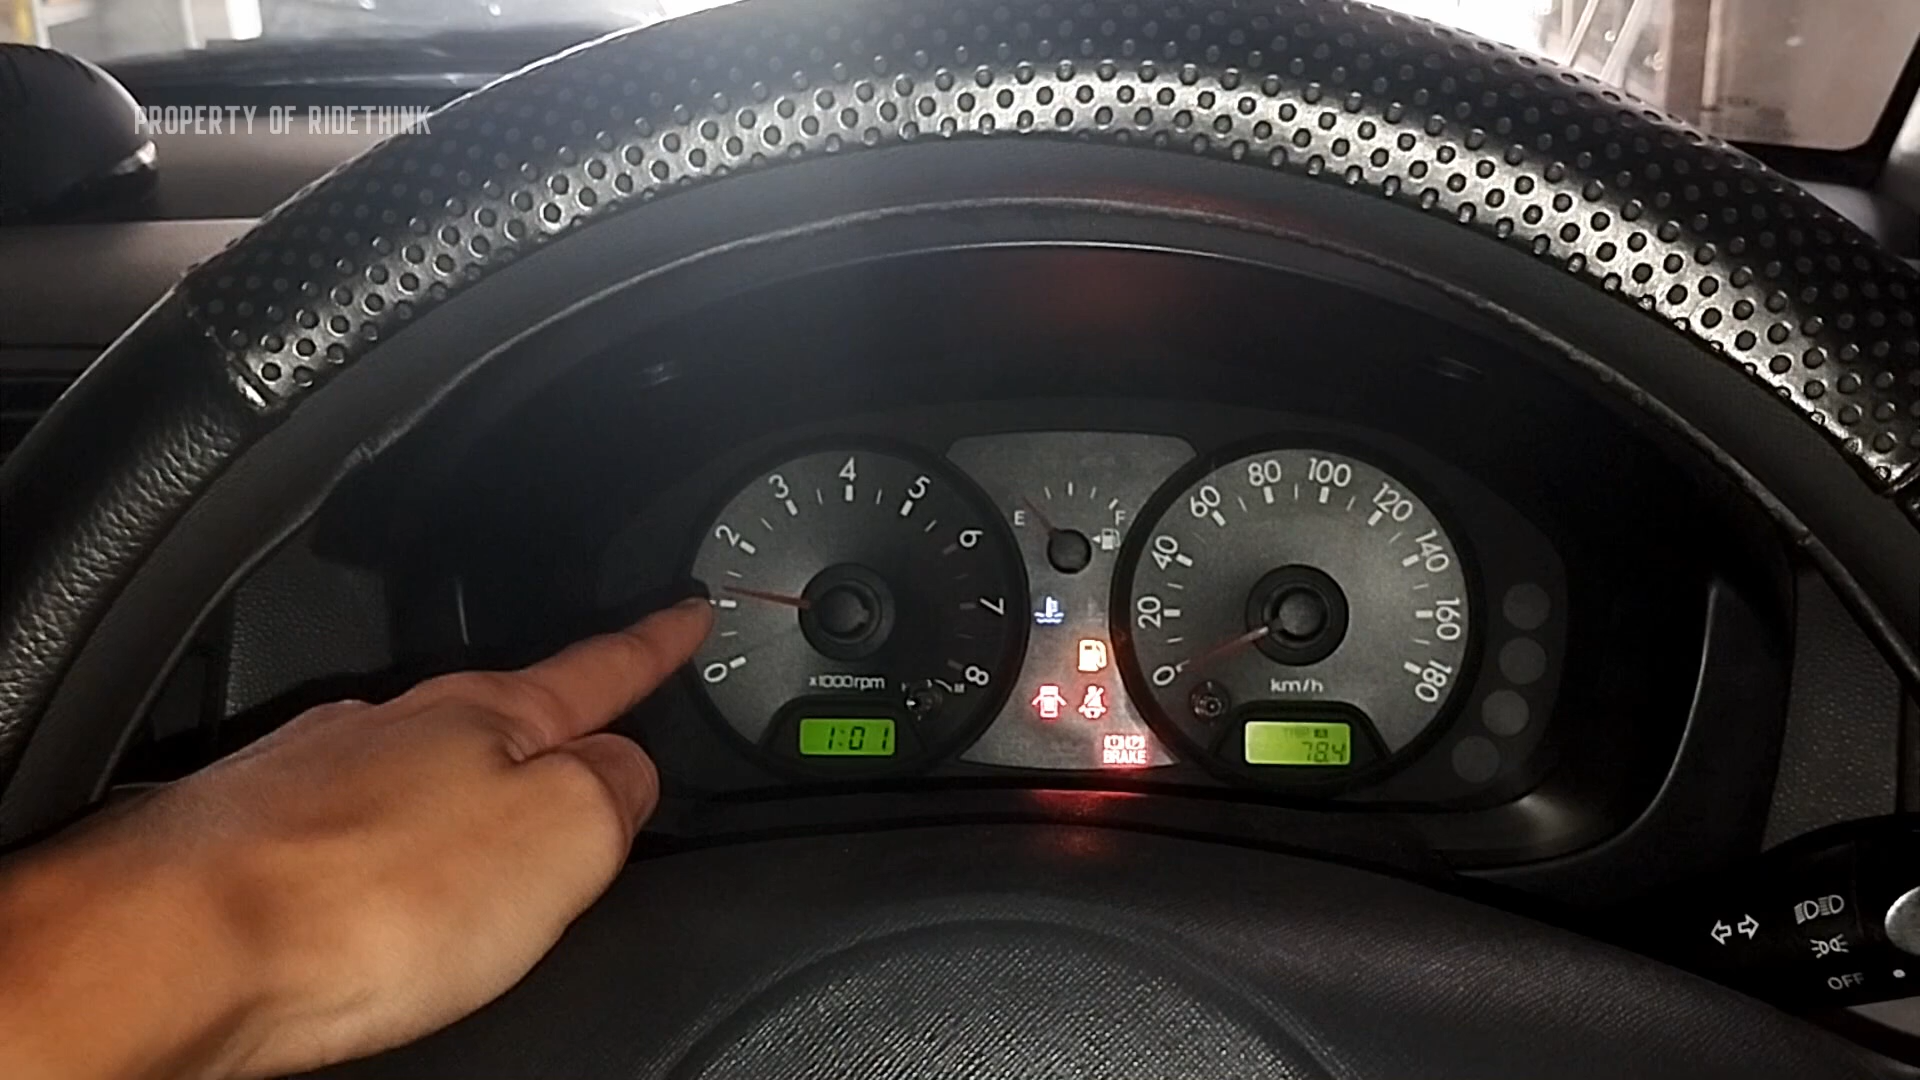 PROPERTY OF RIDETHINK
0 2 3 4 5 6 7 8
x1000rpm
1:01
E F
BRAKE
0 20 40 60 80 100 120 140 160 180
km/h
TRIP
78.4
OFF